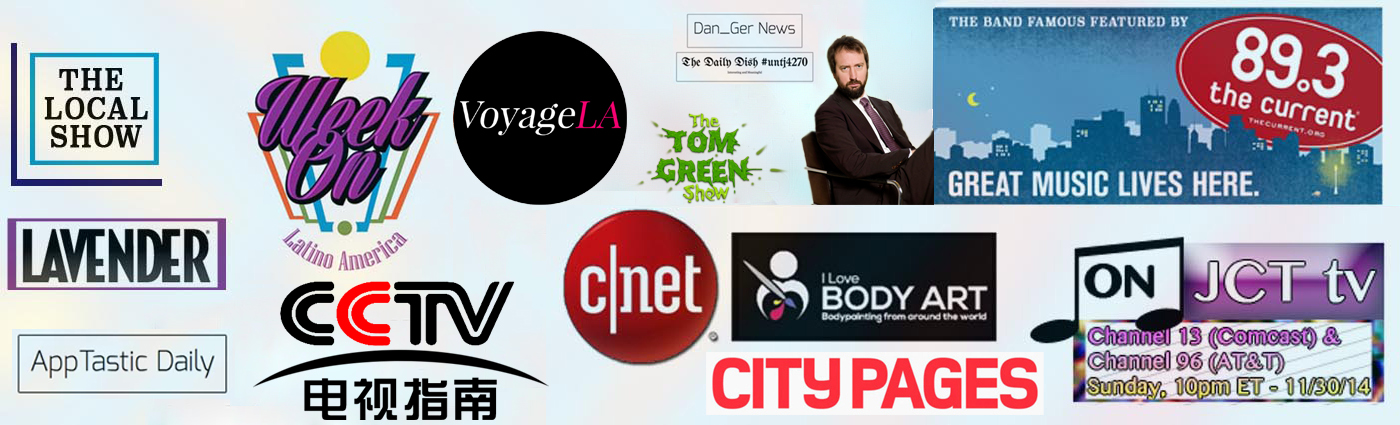 THE
LOCAL
SHOW
Week
On
Latino America
VoyageLA
Dan_Ger News
The Daily Dish #untj4270
The
TOM
GREEN
Show
THE BAND FAMOUS FEATURED BY
89.3
the current®
THECURRENT.ORG
GREAT MUSIC LIVES HERE.
LAVENDER®
AppTastic Daily
CCTV
电视指南
c|net®
I Love
BODY ART
Bodypainting from around the world
CITY PAGES
ON
JCT tv
Channel 13 (Comcast) &
Channel 96 (AT&T)
Sunday, 10pm ET - 11/30/14